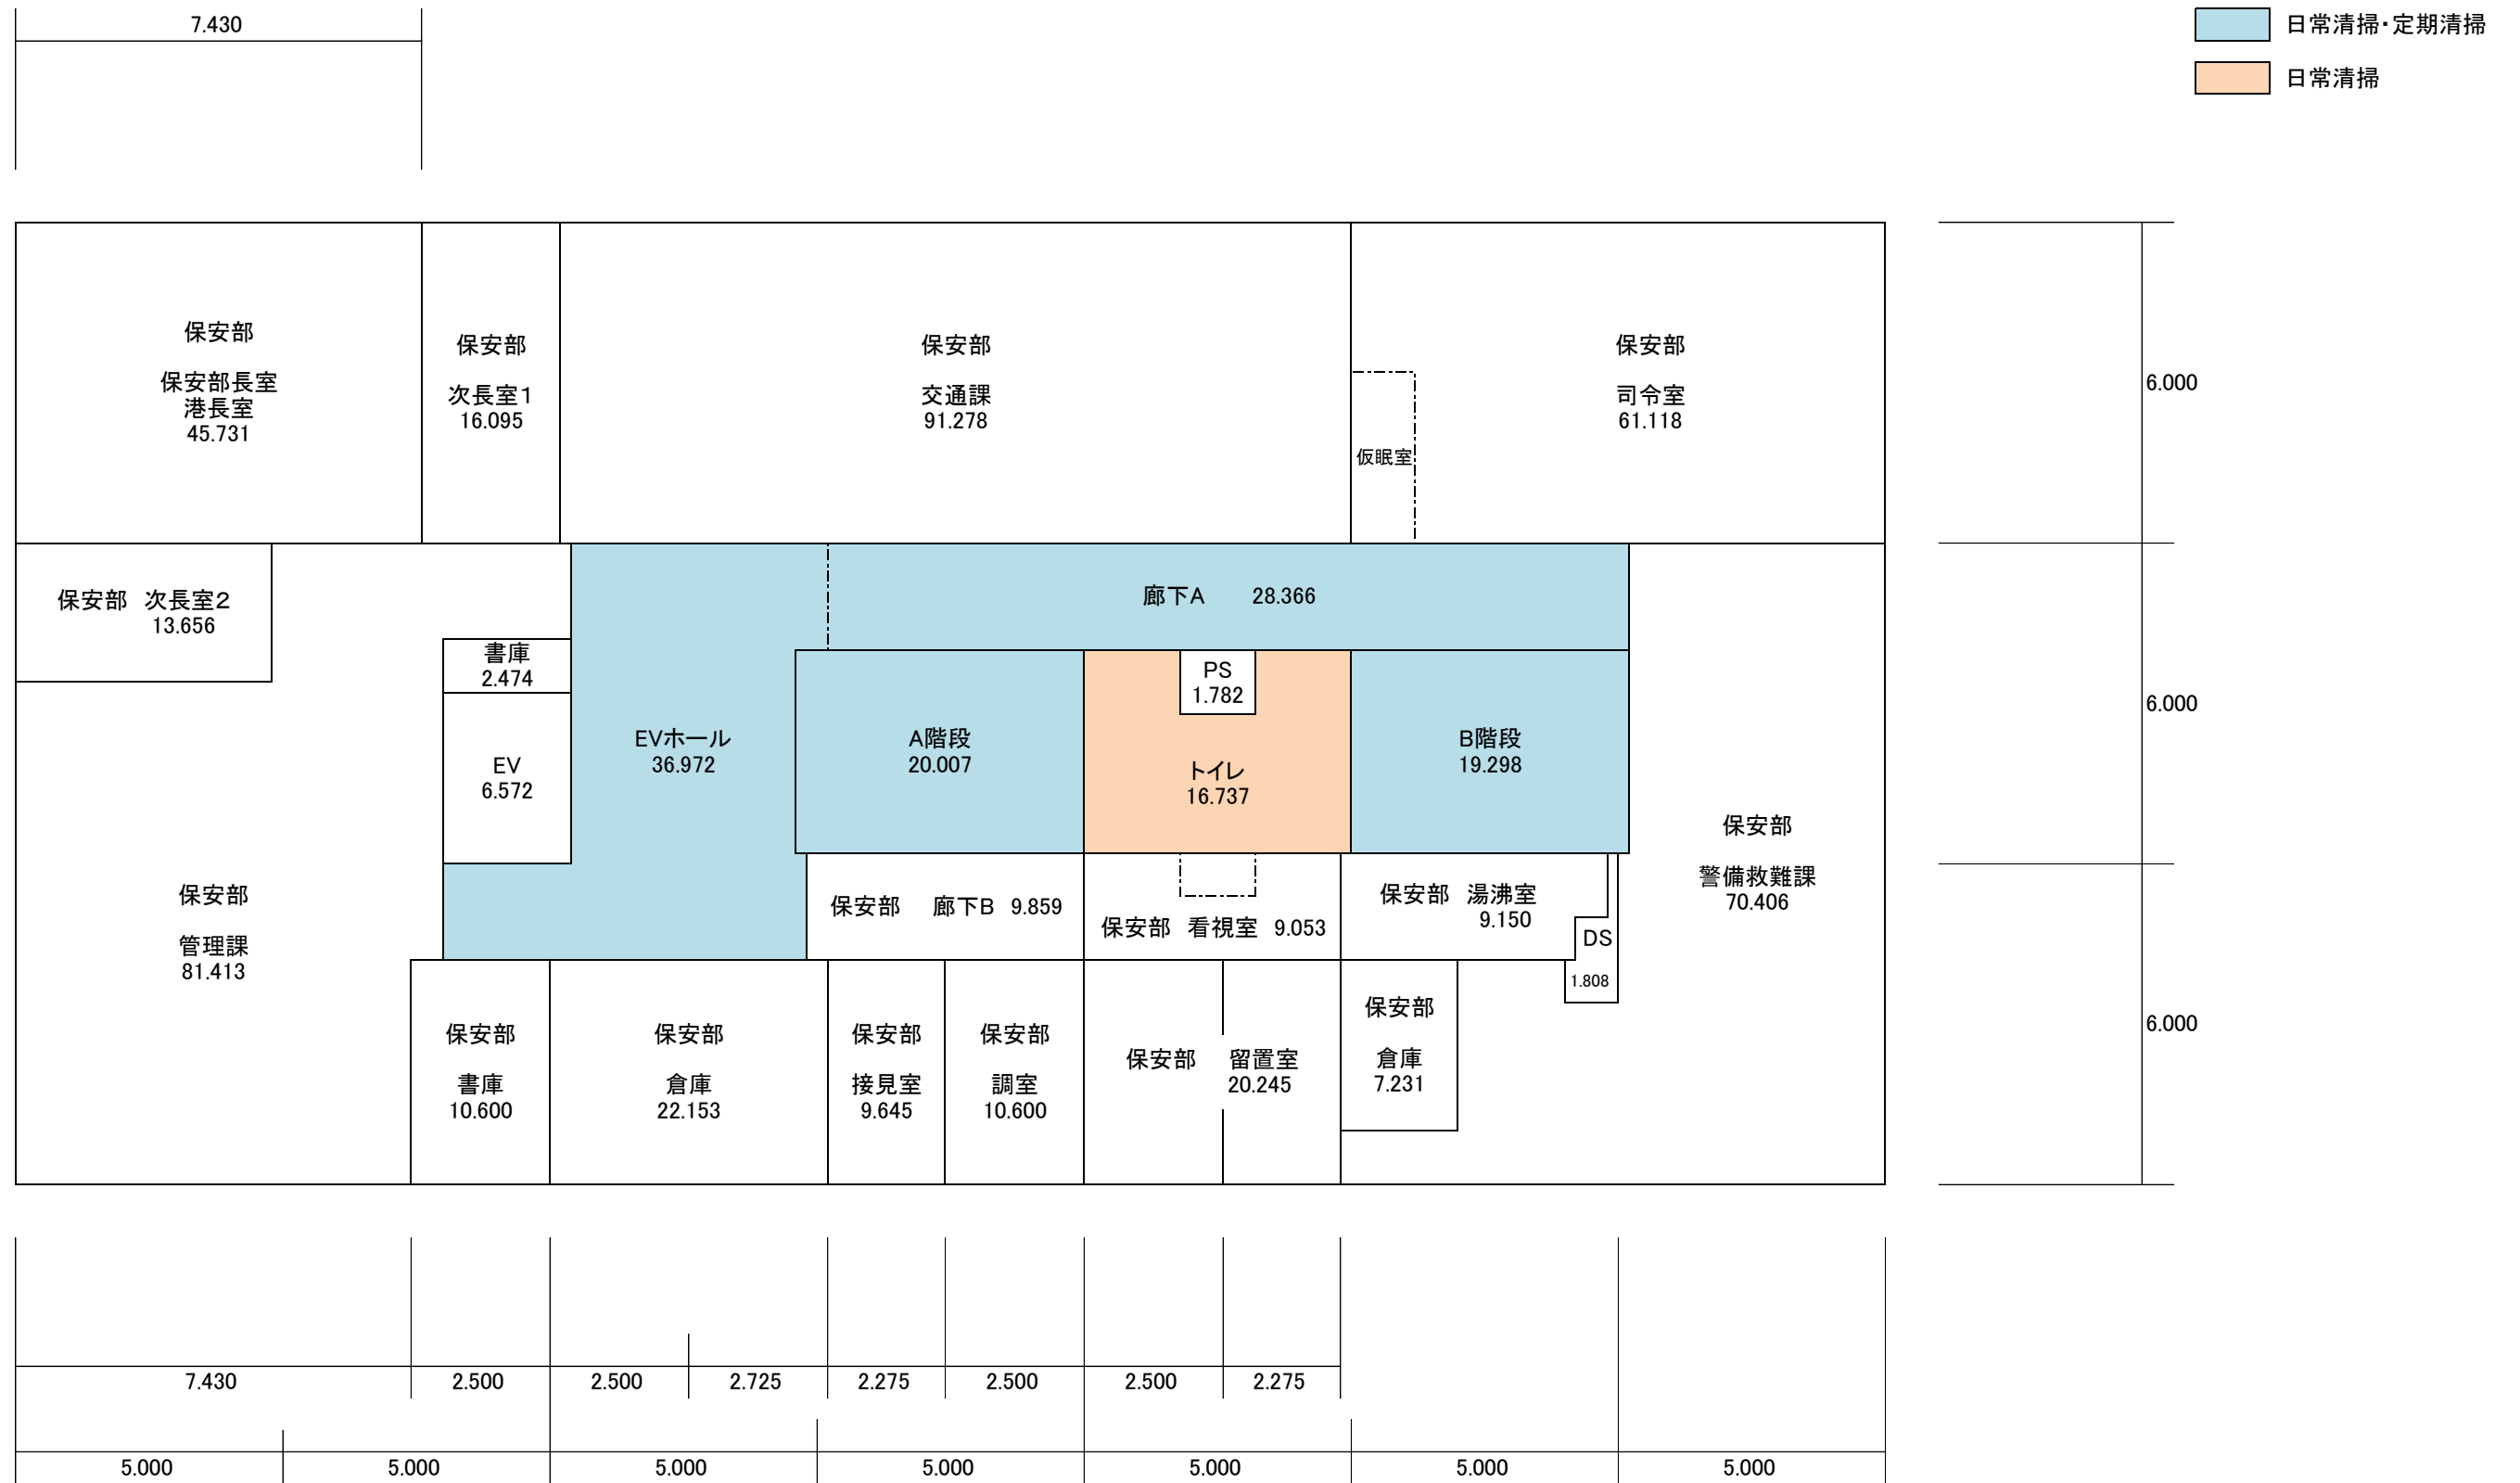 7.430
日常清掃・定期清掃
日常清掃
保安部
保安部長室
港長室
45.731
保安部
次長室1
16.095
保安部
交通課
91.278
保安部
司令室
61.118
仮眠室
6.000
保安部 次長室2
13.656
廊下A 28.366
書庫
2.474
PS
1.782
EV
6.572
EVホール
36.972
A階段
20.007
トイレ
16.737
B階段
19.298
6.000
保安部
警備救難課
70.406
保安部
管理課
81.413
保安部 廊下B 9.859
保安部 看視室 9.053
保安部 湯沸室
9.150
DS
1.808
保安部
書庫
10.600
保安部
倉庫
22.153
保安部
接見室
9.645
保安部
調室
10.600
保安部 留置室
20.245
保安部
倉庫
7.231
6.000
7.430 2.500 2.500 2.725 2.275 2.500 2.500 2.275
5.000 5.000 5.000 5.000 5.000 5.000 5.000